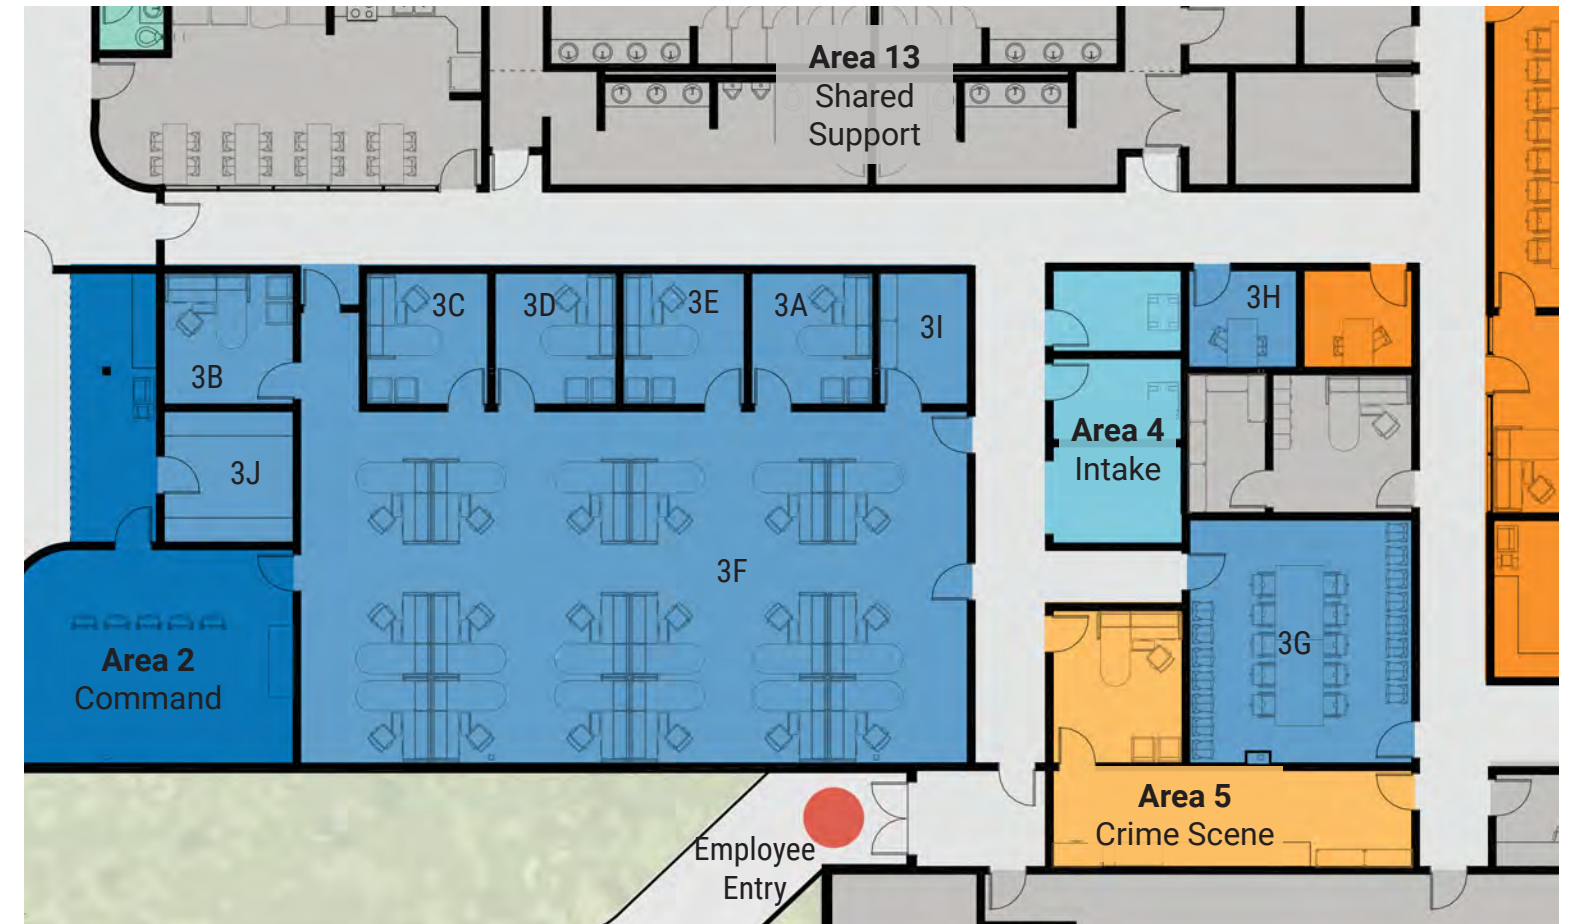 Area 13
Shared
Support
3C
3D
3E
3A
3I
3H
3B
3J
Area 4
Intake
3F
3G
Area 2
Command
Area 5
Crime Scene
Employee
Entry